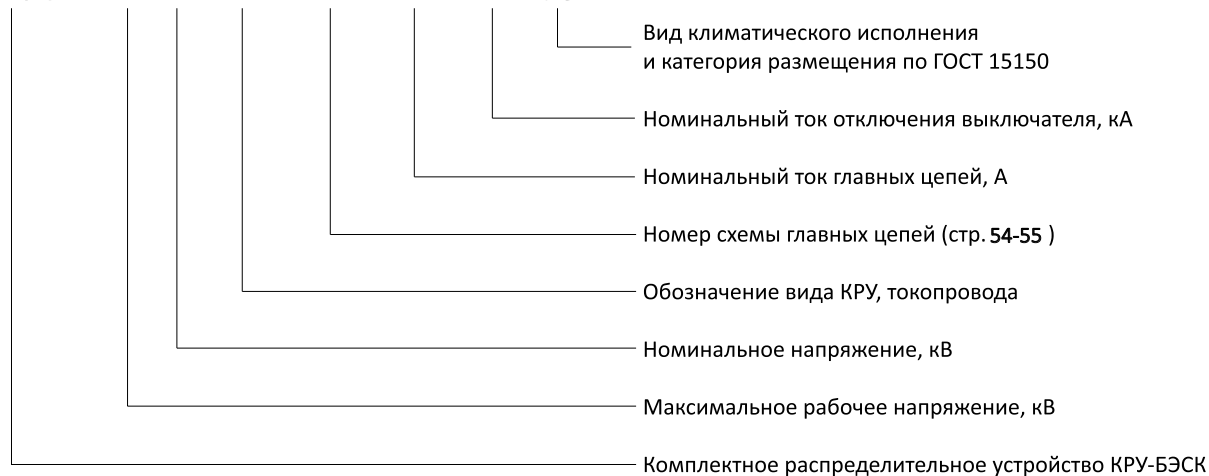 Вид климатического исполнения
и категория размещения по ГОСТ 15150
Номинальный ток отключения выключателя, кА
Номинальный ток главных цепей, А
Номер схемы главных цепей (стр. 54-55 )
Обозначение вида КРУ, токопровода
Номинальное напряжение, кВ
Максимальное рабочее напряжение, кВ
Комплектное распределительное устройство КРУ-БЭСК